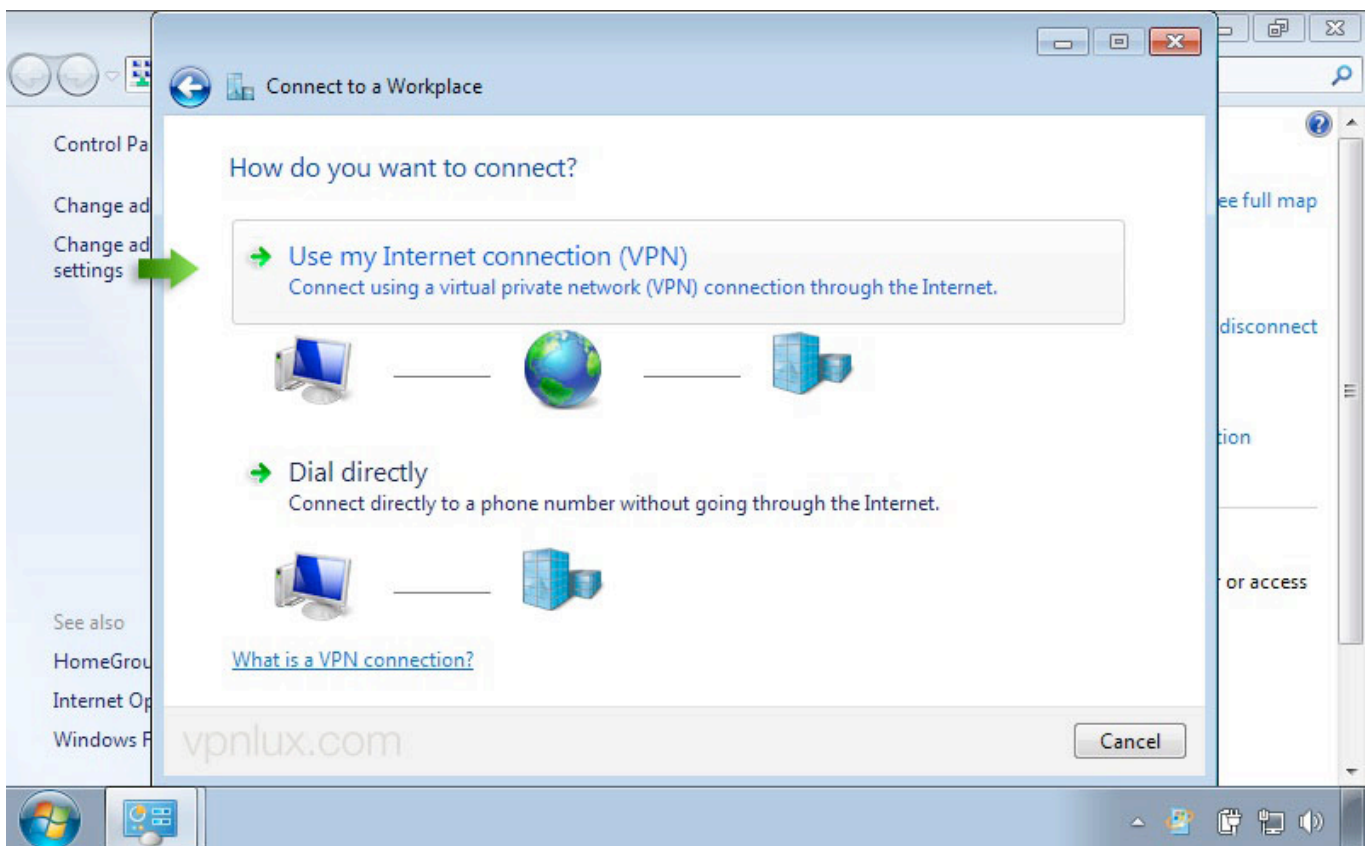 Connect to a Workplace
Control Pa
Change ad
Change ad
settings
How do you want to connect?
Use my Internet connection (VPN)
Connect using a virtual private network (VPN) connection through the Internet.
Dial directly
Connect directly to a phone number without going through the Internet.
What is a VPN connection?
See also
HomeGrou
Internet Op
Windows F
vpnlux.com
Cancel
ee full map
disconnect
tion
r or access